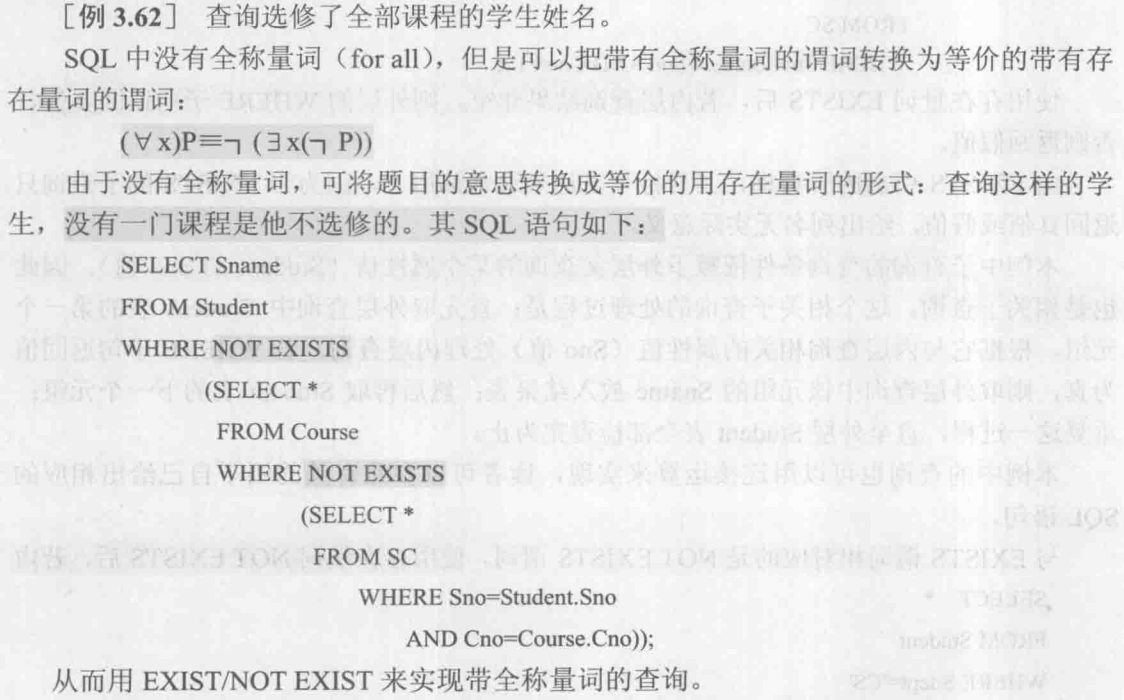 ［例 3.62］ 查询选修了全部课程的学生姓名。
SQL 中没有全称量词（for all），但是可以把带有全称量词的谓词转换为等价的带有存
在量词的谓词：
(∀ x)P≡┐(∃ x(┐ P))
由于没有全称量词，可将题目的意思转换成等价的用存在量词的形式：查询这样的学
生，没有一门课程是他不选修的。其 SQL 语句如下：
SELECT Sname
FROM Student
WHERE NOT EXISTS
(SELECT *
FROM Course
WHERE NOT EXISTS
(SELECT *
FROM SC
WHERE Sno=Student.Sno
AND Cno=Course.Cno));
从而用 EXIST/NOT EXIST 来实现带全称量词的查询。